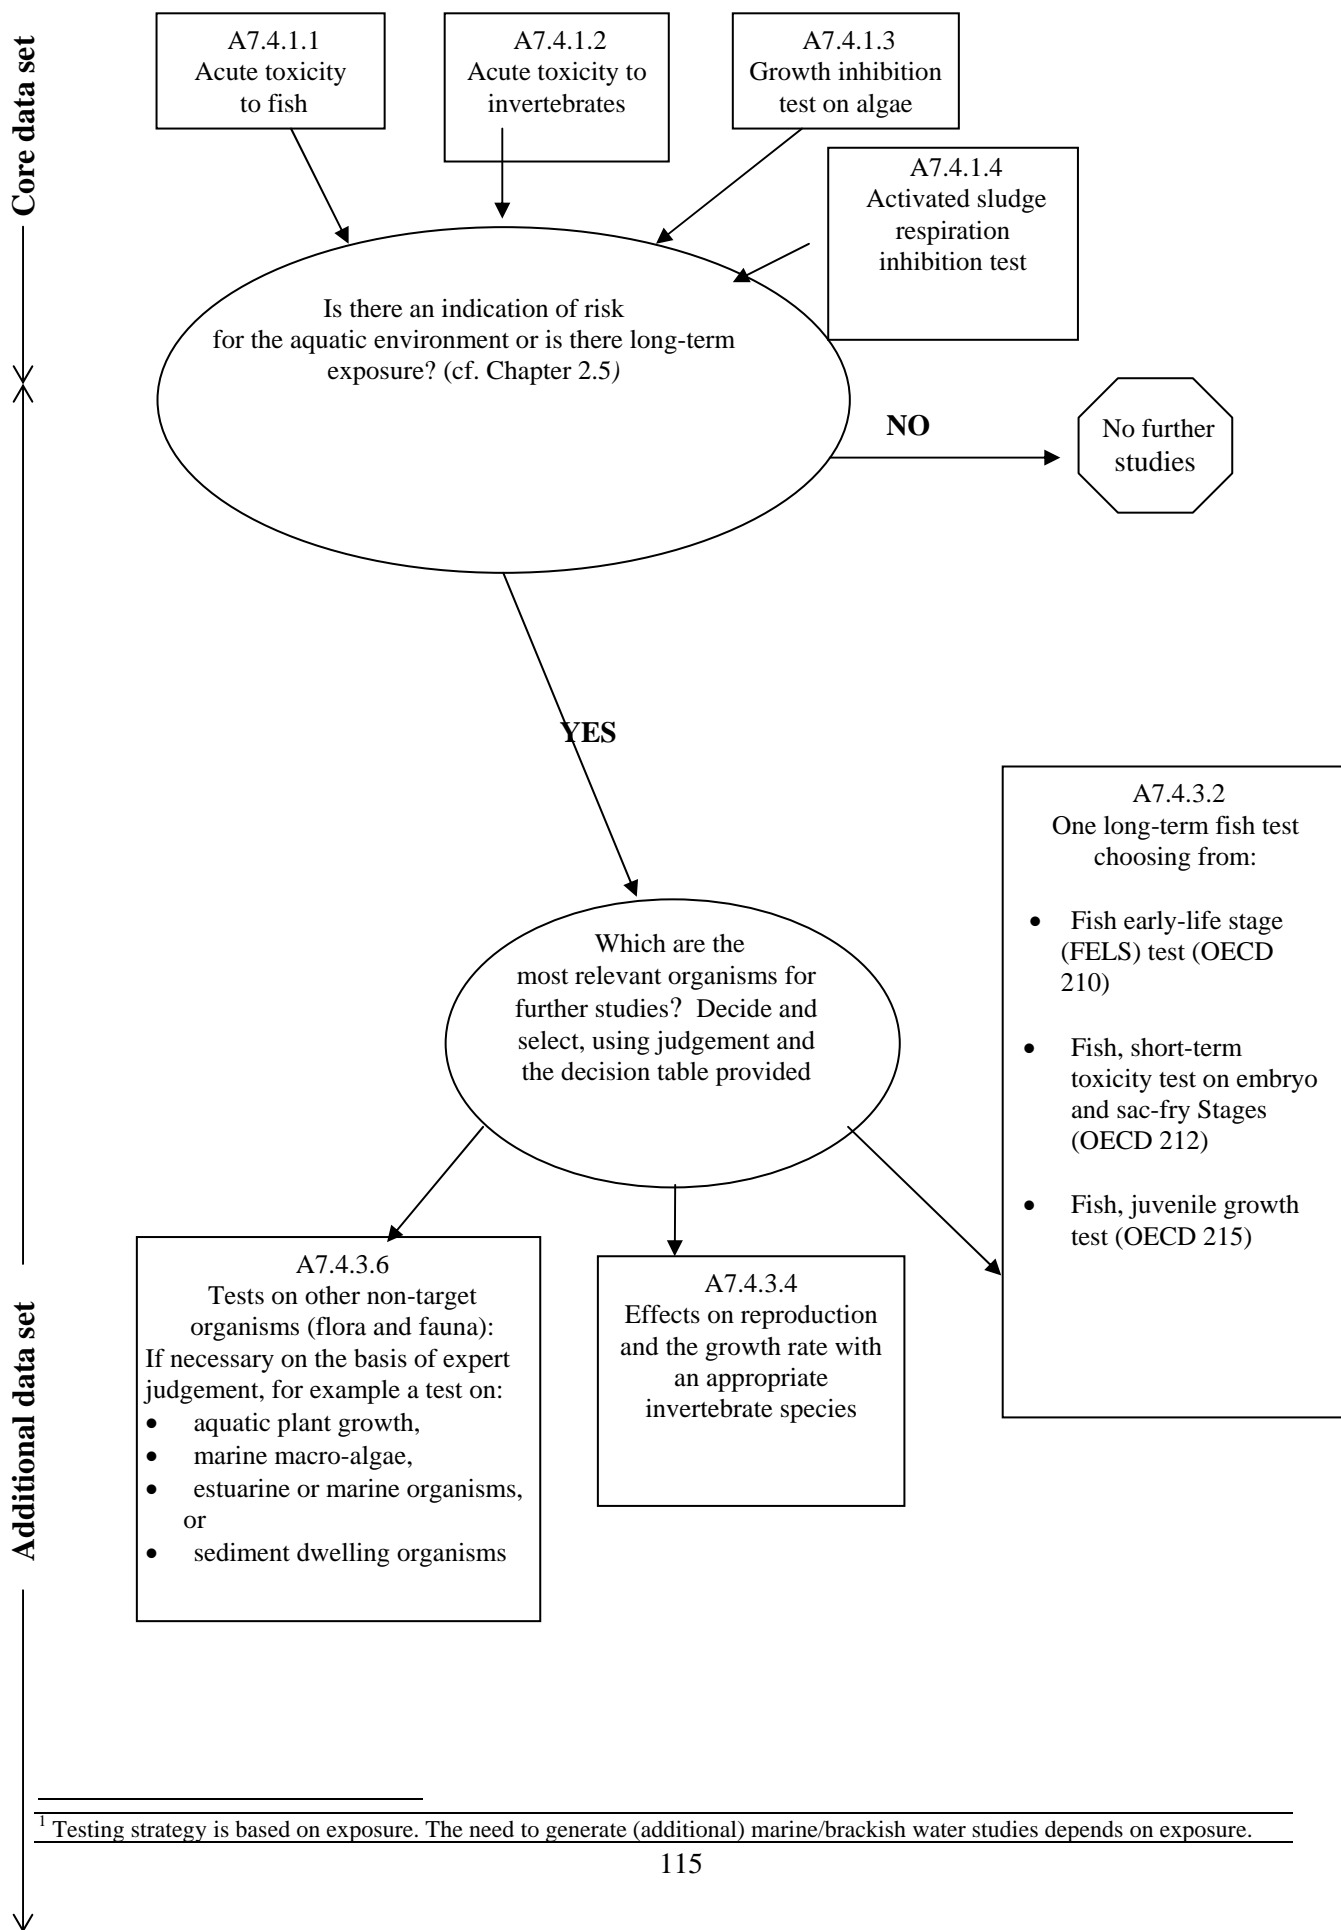 Core data set
A7.4.1.1
Acute toxicity
to fish
A7.4.1.2
Acute toxicity to
invertebrates
A7.4.1.3
Growth inhibition
test on algae
A7.4.1.4
Activated sludge
respiration
inhibition test
Is there an indication of risk
for the aquatic environment or is there long-term
exposure? (cf. Chapter 2.5)
NO
No further
studies
YES
Which are the
most relevant organisms for
further studies? Decide and
select, using judgement and
the decision table provided
A7.4.3.2
One long-term fish test
choosing from:
• Fish early-life stage
(FELS) test (OECD
210)
• Fish, short-term
toxicity test on embryo
and sac-fry Stages
(OECD 212)
• Fish, juvenile growth
test (OECD 215)
Additional data set
A7.4.3.6
Tests on other non-target
organisms (flora and fauna):
If necessary on the basis of expert
judgement, for example a test on:
• aquatic plant growth,
• marine macro-algae,
• estuarine or marine organisms,
or
• sediment dwelling organisms
A7.4.3.4
Effects on reproduction
and the growth rate with
an appropriate
invertebrate species
1 Testing strategy is based on exposure. The need to generate (additional) marine/brackish water studies depends on exposure.
115